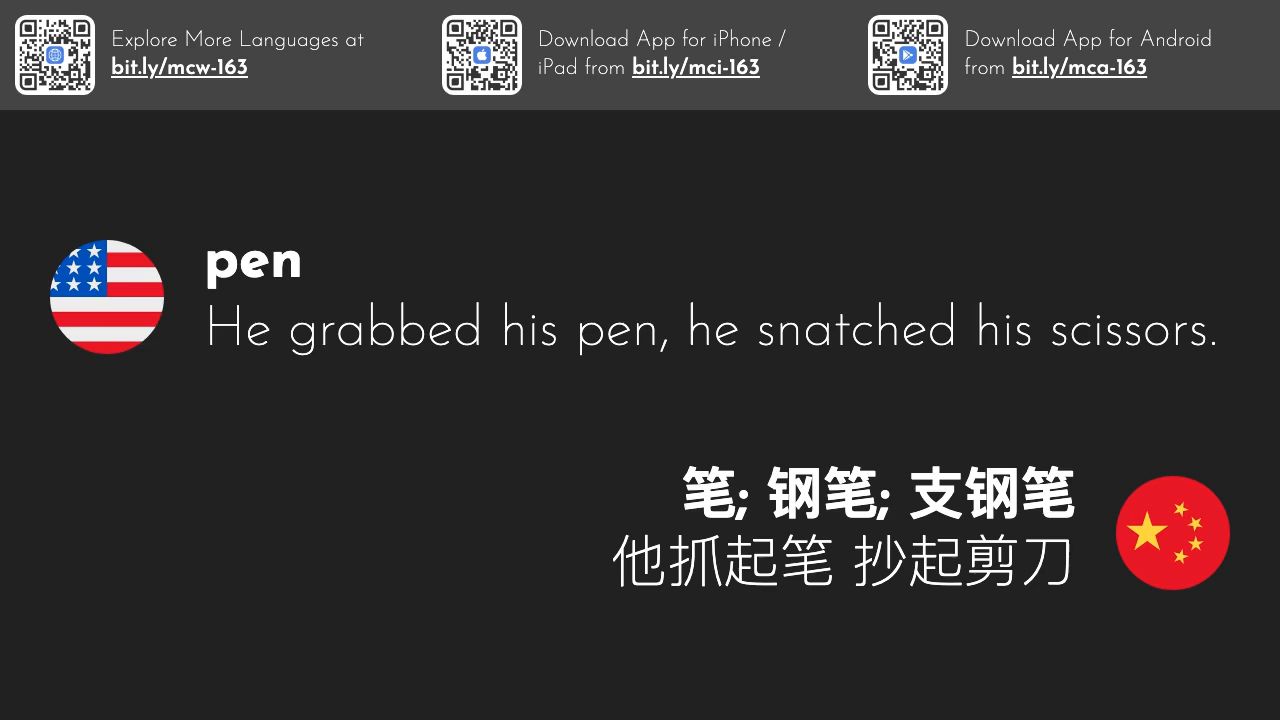 Explore More Languages at
bit.ly/mcw-163
Download App for iPhone /
iPad from bit.ly/mci-163
Download App for Android
from bit.ly/mca-163
pen
He grabbed his pen, he snatched his scissors.
笔; 钢笔; 支钢笔
他抓起笔 抄起剪刀